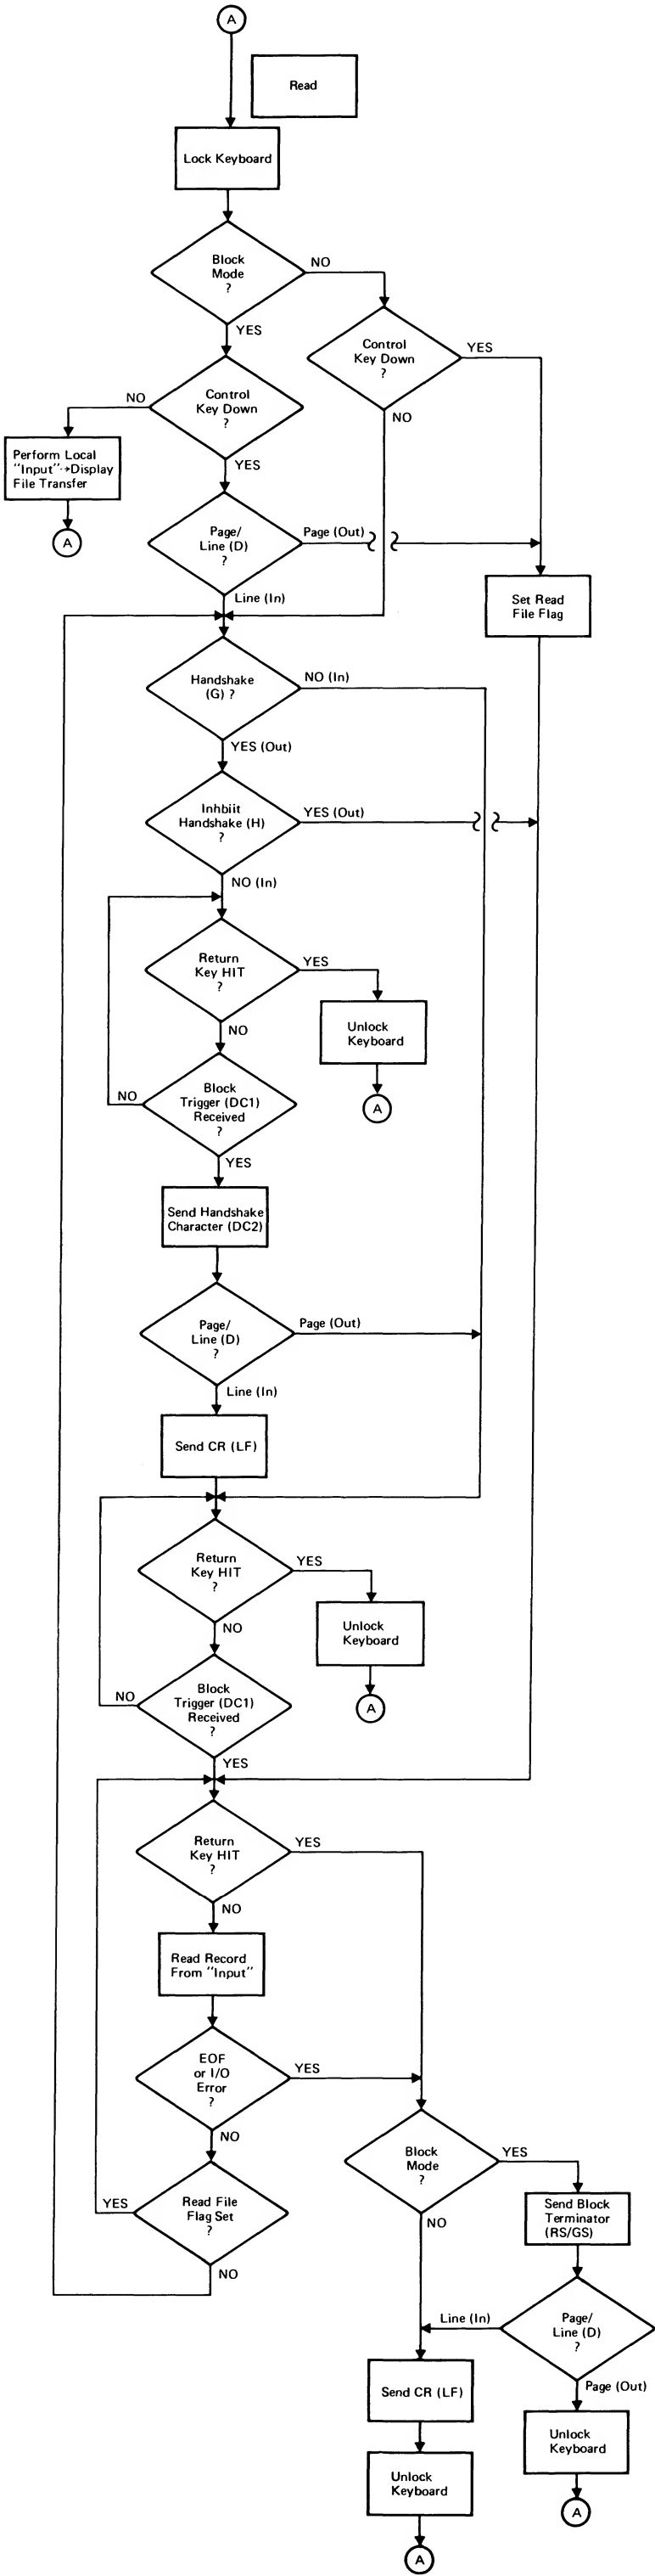 A
Read
Lock Keyboard
Block
Mode
?
NO
YES
Control
Key Down
?
YES
NO
Control
Key Down
?
NO
YES
Perform Local
"Input"→Display
File Transfer
A
Page/
Line (D)
?
Page (Out)
Line (In)
Set Read
File Flag
Handshake
(G) ?
NO (In)
YES (Out)
Inhbiit
Handshake (H)
?
YES (Out)
NO (In)
Return
Key HIT
?
YES
NO
Unlock
Keyboard
A
Block
Trigger (DC1)
Received
?
NO
YES
Send Handshake
Character (DC2)
Page/
Line (D)
?
Page (Out)
Line (In)
Send CR (LF)
Return
Key HIT
?
YES
NO
Unlock
Keyboard
A
Block
Trigger (DC1)
Received
?
NO
YES
Return
Key HIT
?
YES
NO
Read Record
From "Input"
EOF
or I/O
Error
?
YES
NO
Read File
Flag Set
?
YES
NO
Block
Mode
?
YES
NO
Send Block
Terminator
(RS/GS)
Page/
Line (D)
?
Line (In)
Page (Out)
Send CR (LF)
Unlock
Keyboard
A
Unlock
Keyboard
A